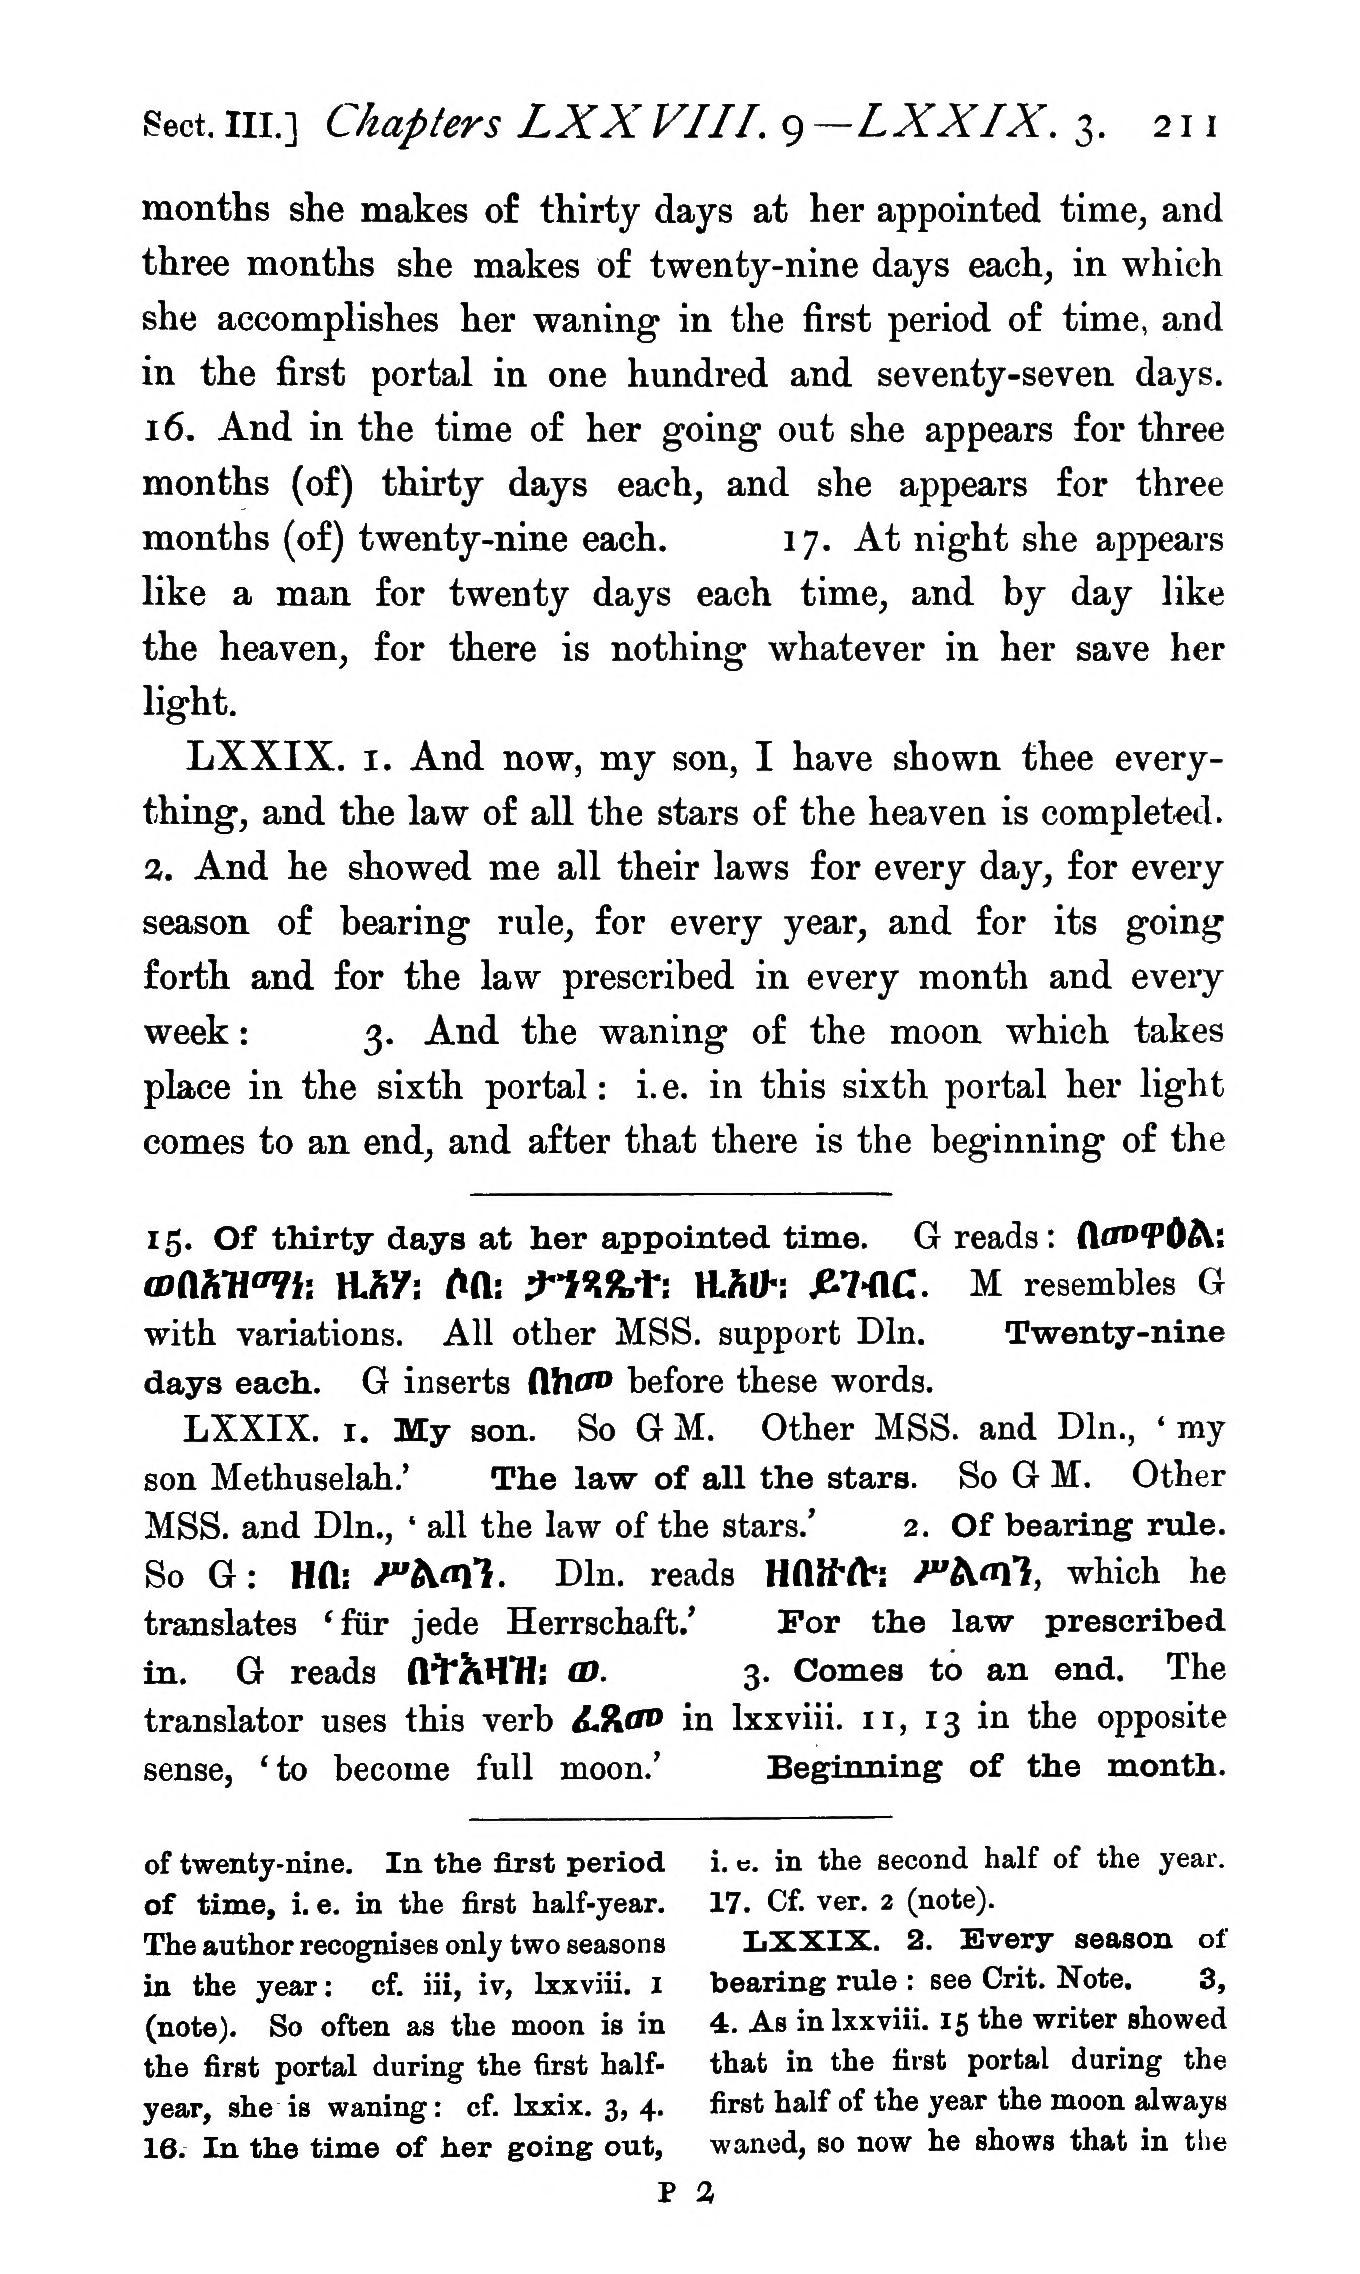 Sect. III.] Chapters LXXVIII. 9—LXXIX. 3. 211
months she makes of thirty days at her appointed time, and
three months she makes of twenty-nine days each, in which
she accomplishes her waning in the first period of time, and
in the first portal in one hundred and seventy-seven days.
16. And in the time of her going out she appears for three
months (of) thirty days each, and she appears for three
months (of) twenty-nine each. 17. At night she appears
like a man for twenty days each time, and by day like
the heaven, for there is nothing whatever in her save her
light.
LXXIX. 1. And now, my son, I have shown thee every-
thing, and the law of all the stars of the heaven is completed.
2. And he showed me all their laws for every day, for every
season of bearing rule, for every year, and for its going
forth and for the law prescribed in every month and every
week: 3. And the waning of the moon which takes
place in the sixth portal: i.e. in this sixth portal her light
comes to an end, and after that there is the beginning of the
15. Of thirty days at her appointed time. G reads: በመዋዕል፡
ወበእዝማኑ፡ ዚእሃ፡ ሶበ፡ ዚእሁ፡ ይገብር. M resembles G
with variations. All other MSS. support Dln. Twenty-nine
days each. G inserts በከመ before these words.
LXXIX. 1. My son. So G M. Other MSS. and Dln., ‘my
son Methuselah.’ The law of all the stars. So G M. Other
MSS. and Dln., ‘all the law of the stars.’ 2. Of bearing rule.
So G: ዘበ፡ ሥልጣን. Dln. reads ዘበኵሉ፡ ሥልጣን, which he
translates ‘für jede Herrschaft.’ For the law prescribed
in. G reads በትእዛዝ፡ ወ. 3. Comes to an end. The
translator uses this verb ፈጸመ in lxxviii. 11, 13 in the opposite
sense, ‘to become full moon.’ Beginning of the month.
of twenty-nine. In the first period
of time, i.e. in the first half-year.
The author recognises only two seasons
in the year: cf. iii, iv, lxxviii. 1
(note). So often as the moon is in
the first portal during the first half-
year, she is waning: cf. lxxix. 3, 4.
16. In the time of her going out,
i.e. in the second half of the year.
17. Cf. ver. 2 (note).
LXXIX. 2. Every season of
bearing rule: see Crit. Note. 3,
4. As in lxxviii. 15 the writer showed
that in the first portal during the
first half of the year the moon always
waned, so now he shows that in the
P 2